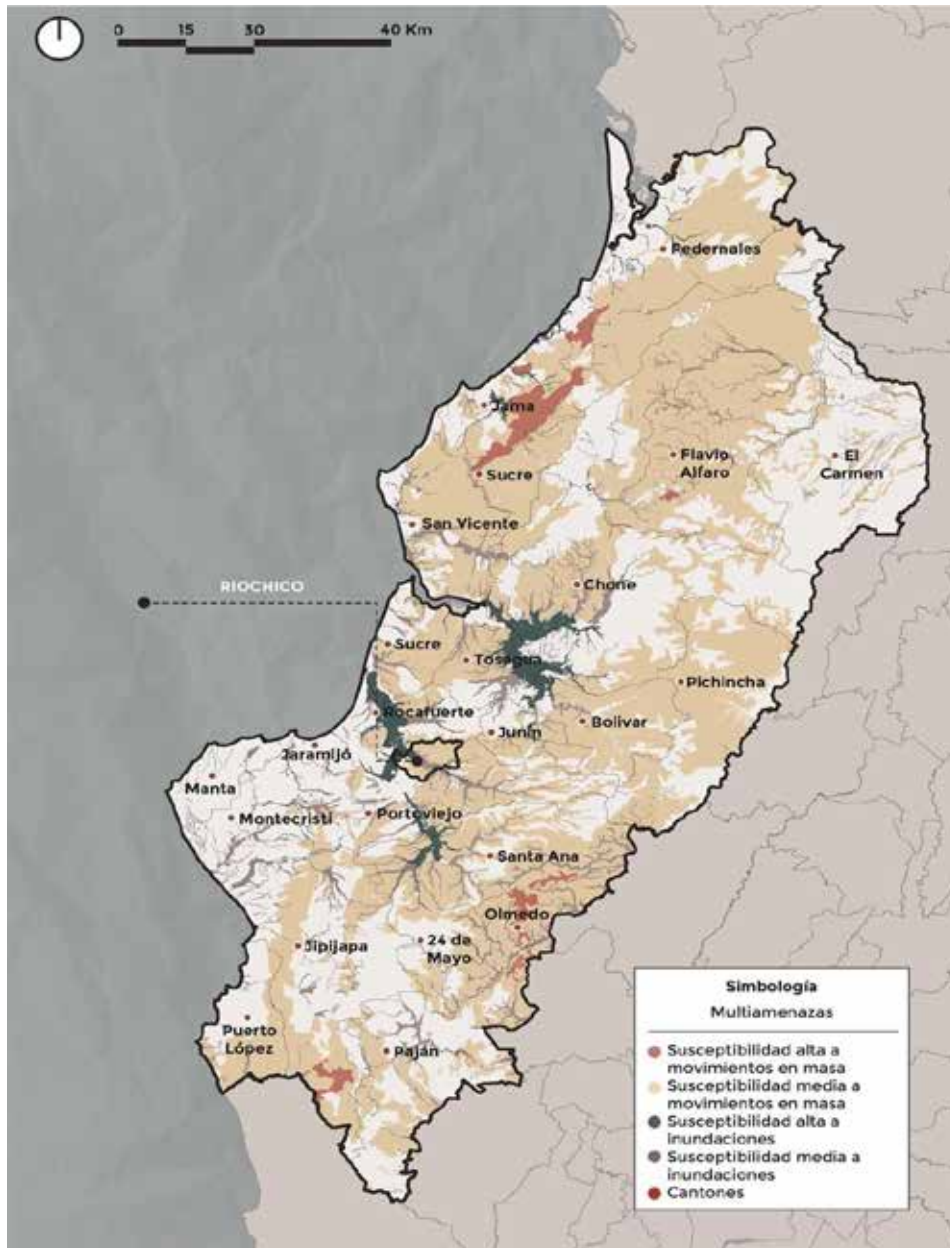 0 15 30 40 Km
Pedernales
Jama
Flavio
Alfaro
El
Carmen
Sucre
San Vicente
Chone
RIOCHICO
Sucre
Tosagua
Pichincha
Rocafuerte
Bolívar
Junín
Jaramijó
Manta
Montecristi
Portoviejo
Santa Ana
Olmedo
24 de
Mayo
Jipijapa
Puerto
López
Paján
Simbología
Multiamenazas
Susceptibilidad alta a
movimientos en masa
Susceptibilidad media a
movimientos en masa
Susceptibilidad alta a
inundaciones
Susceptibilidad media a
inundaciones
Cantones